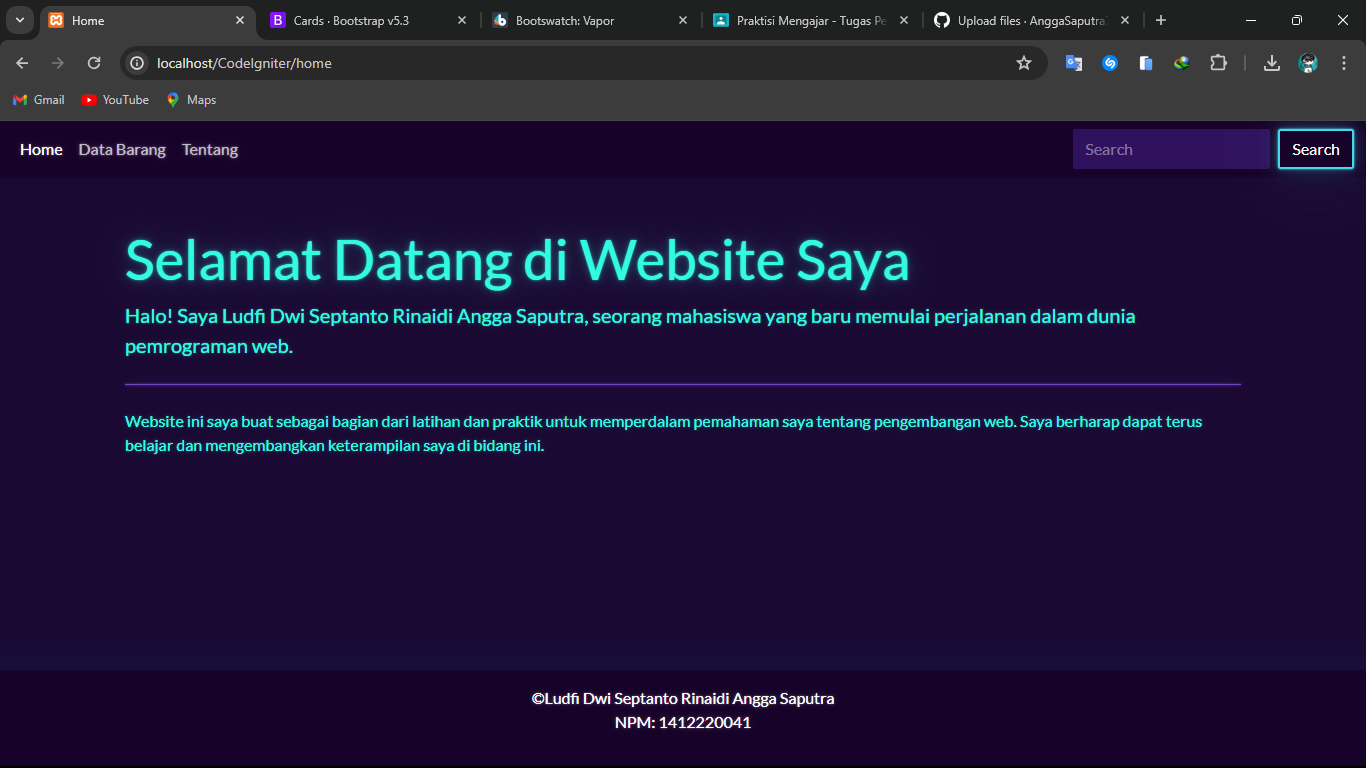 Home
Cards · Bootstrap v5.3
Bootswatch: Vapor
Praktisi Mengajar - Tugas Pe
Upload files · AnggaSaputra
localhost/CodeIgniter/home
Gmail
YouTube
Maps
Home
Data Barang
Tentang
Search
Search
Selamat Datang di Website Saya
Halo! Saya Ludfi Dwi Septanto Rinaidi Angga Saputra, seorang mahasiswa yang baru memulai perjalanan dalam dunia
pemrograman web.
Website ini saya buat sebagai bagian dari latihan dan praktik untuk memperdalam pemahaman saya tentang pengembangan web. Saya berharap dapat terus
belajar dan mengembangkan keterampilan saya di bidang ini.
©Ludfi Dwi Septanto Rinaidi Angga Saputra
NPM: 1412220041